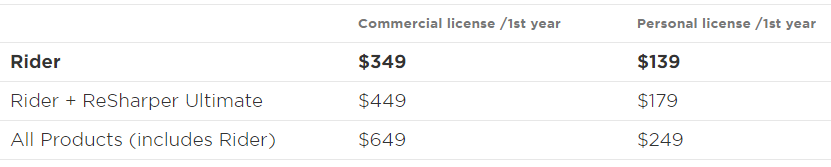 Commercial license /1st year Personal license /1st year
Rider $349 $139
Rider + ReSharper Ultimate $449 $179
All Products (includes Rider) $649 $249